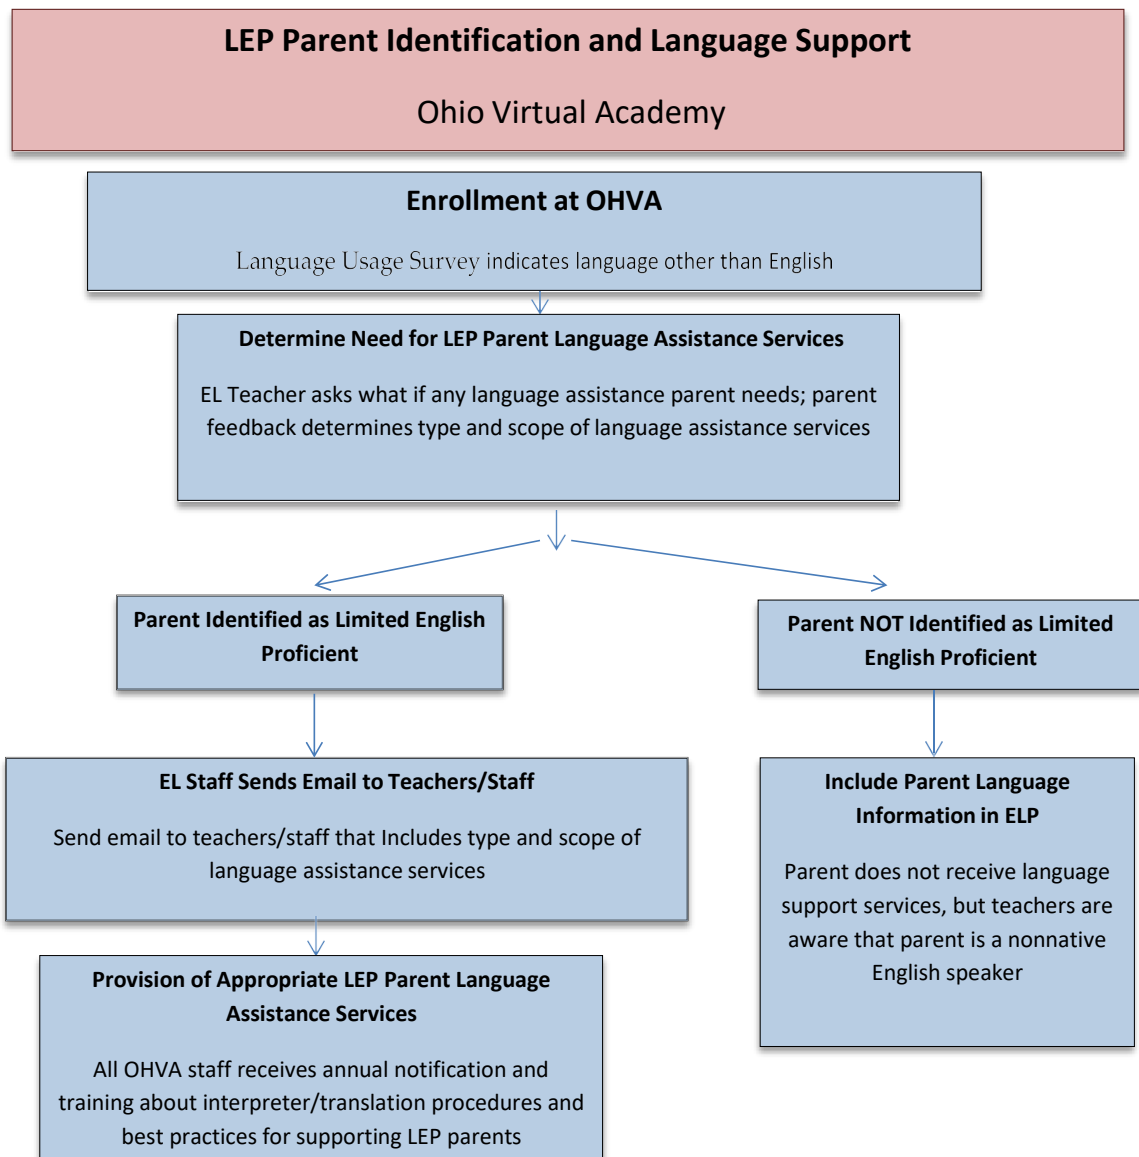 LEP Parent Identification and Language Support
Ohio Virtual Academy
Enrollment at OHVA
Language Usage Survey indicates language other than English
Determine Need for LEP Parent Language Assistance Services
EL Teacher asks what if any language assistance parent needs; parent
feedback determines type and scope of language assistance services
Parent Identified as Limited English
Proficient
Parent NOT Identified as Limited
English Proficient
EL Staff Sends Email to Teachers/Staff
Send email to teachers/staff that Includes type and scope of
language assistance services
Include Parent Language
Information in ELP
Parent does not receive language
support services, but teachers are
aware that parent is a nonnative
English speaker
Provision of Appropriate LEP Parent Language
Assistance Services
All OHVA staff receives annual notification and
training about interpreter/translation procedures and
best practices for supporting LEP parents